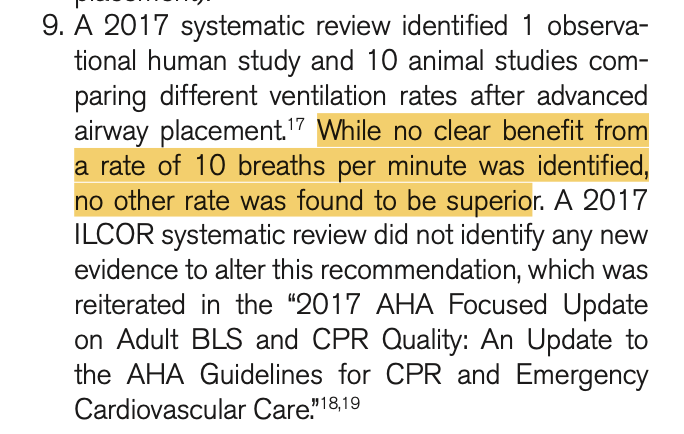 9. A 2017 systematic review identified 1 observa-
tional human study and 10 animal studies com-
paring different ventilation rates after advanced
airway placement.17 While no clear benefit from
a rate of 10 breaths per minute was identified,
no other rate was found to be superior. A 2017
ILCOR systematic review did not identify any new
evidence to alter this recommendation, which was
reiterated in the “2017 AHA Focused Update
on Adult BLS and CPR Quality: An Update to
the AHA Guidelines for CPR and Emergency
Cardiovascular Care.”18,19